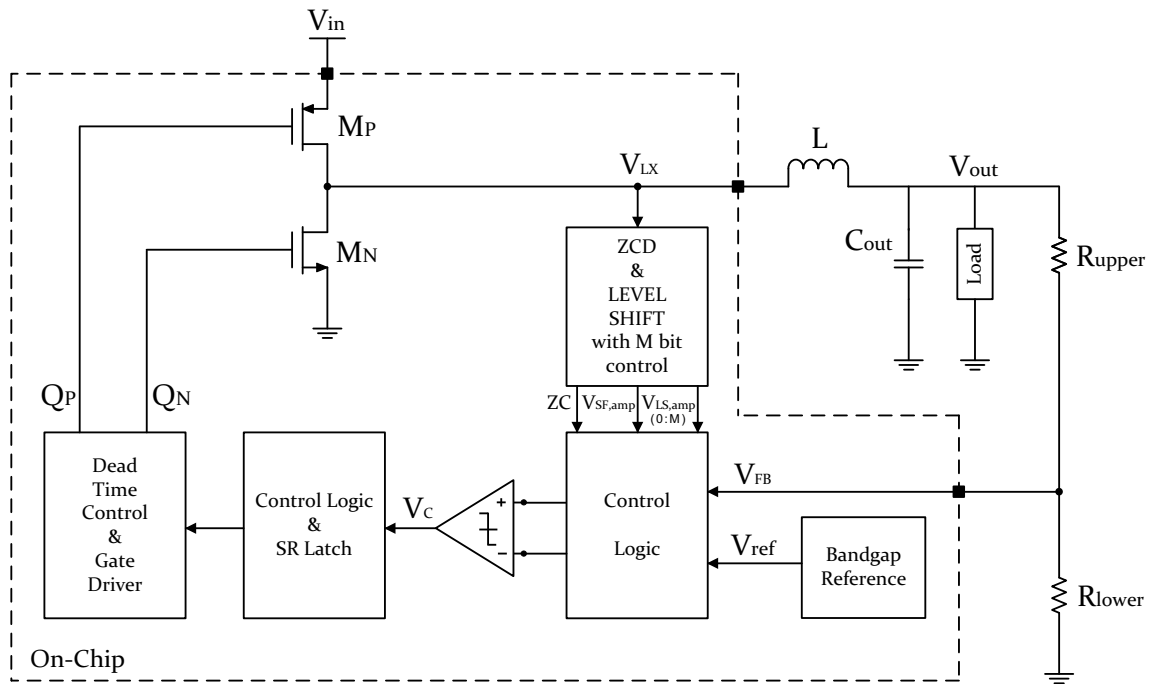 Vin
MP
L
VLX
Vout
MN
ZCD
&
LEVEL
SHIFT
with M bit
control
Cout
Load
Rupper
QP
QN
ZC
VSF,amp
VLS,amp
(0:M)
Dead
Time
Control
&
Gate
Driver
Control Logic
&
SR Latch
VC
+
−
Control
Logic
VFB
Vref
Bandgap
Reference
Rlower
On-Chip